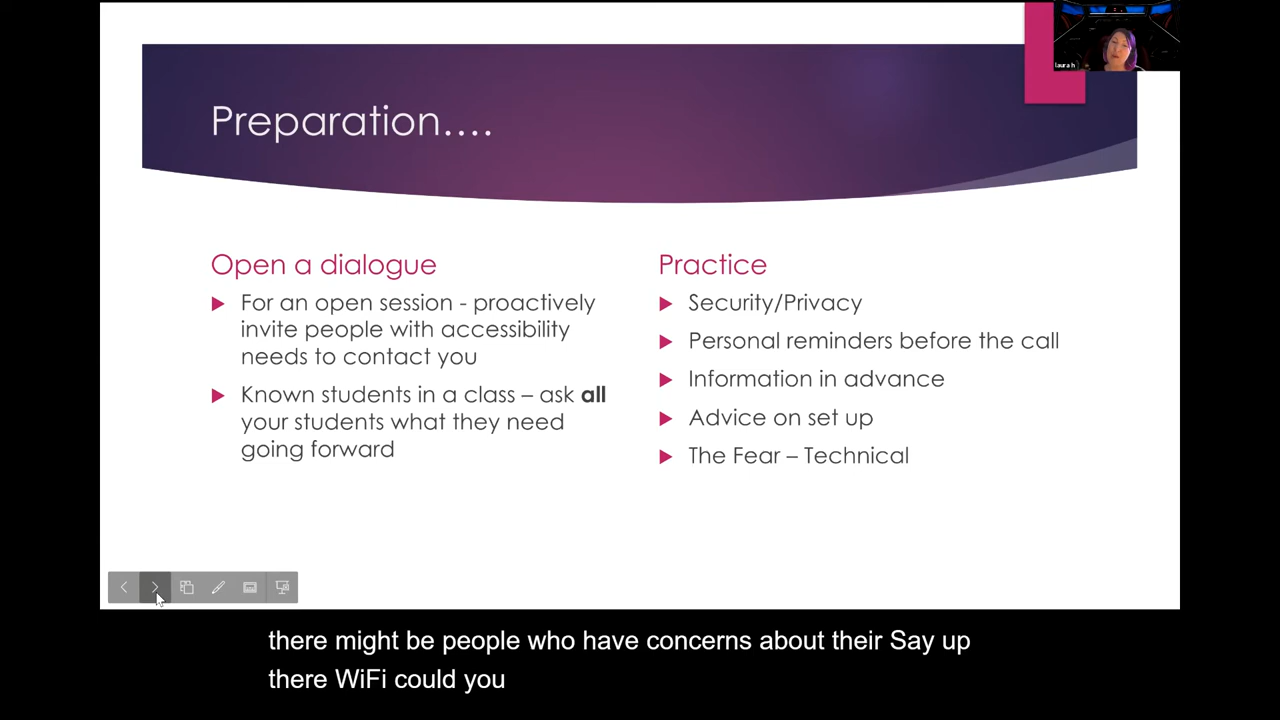 laura h
Preparation….
Open a dialogue
For an open session - proactively
invite people with accessibility
needs to contact you
Known students in a class – ask all
your students what they need
going forward
Practice
Security/Privacy
Personal reminders before the call
Information in advance
Advice on set up
The Fear – Technical
there might be people who have concerns about their Say up
there WiFi could you